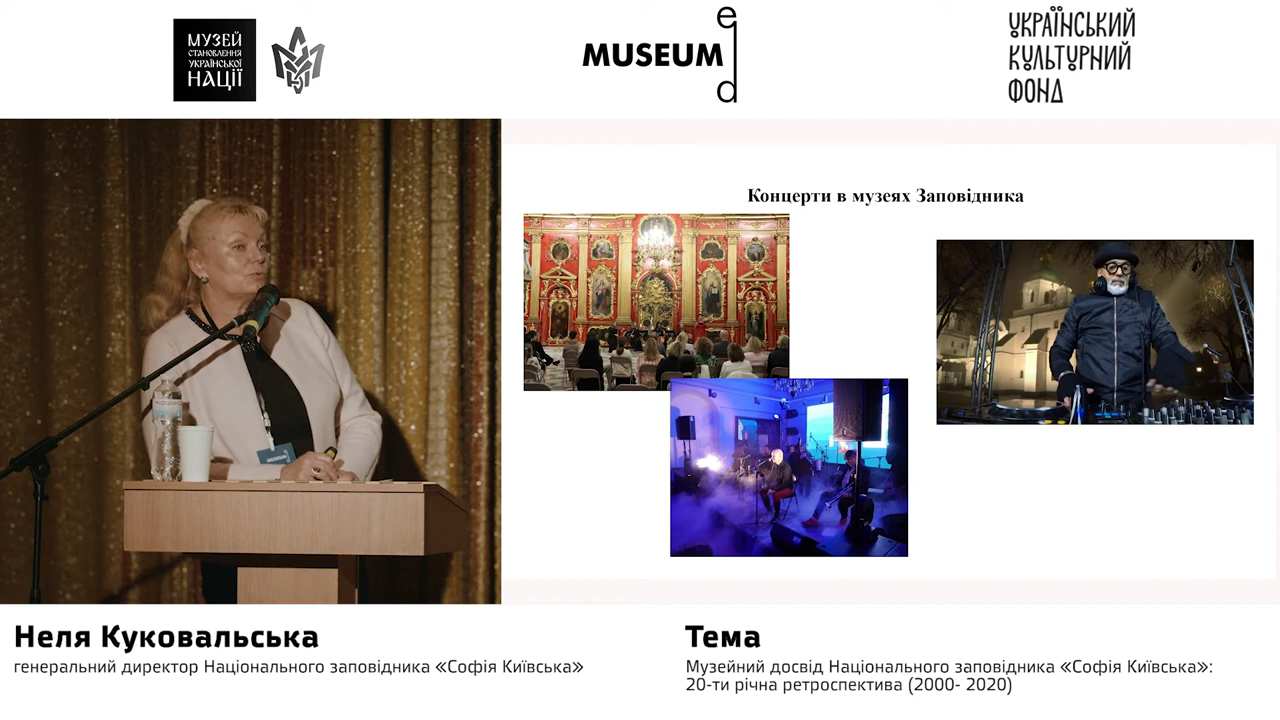 МУЗЕЙ
СТАНОВЛЕННЯ
УКРАЇНСЬКОЇ
НАЦІЇ
MUSEUM
ed
УКРАЇНСЬКИЙ
КУЛЬТУРНИЙ
ФОНД
Концерти в музеях Заповідника
Неля Куковальська
генеральний директор Національного заповідника «Софія Київська»
Тема
Музейний досвід Національного заповідника «Софія Київська»:
20-ти річна ретроспектива (2000- 2020)